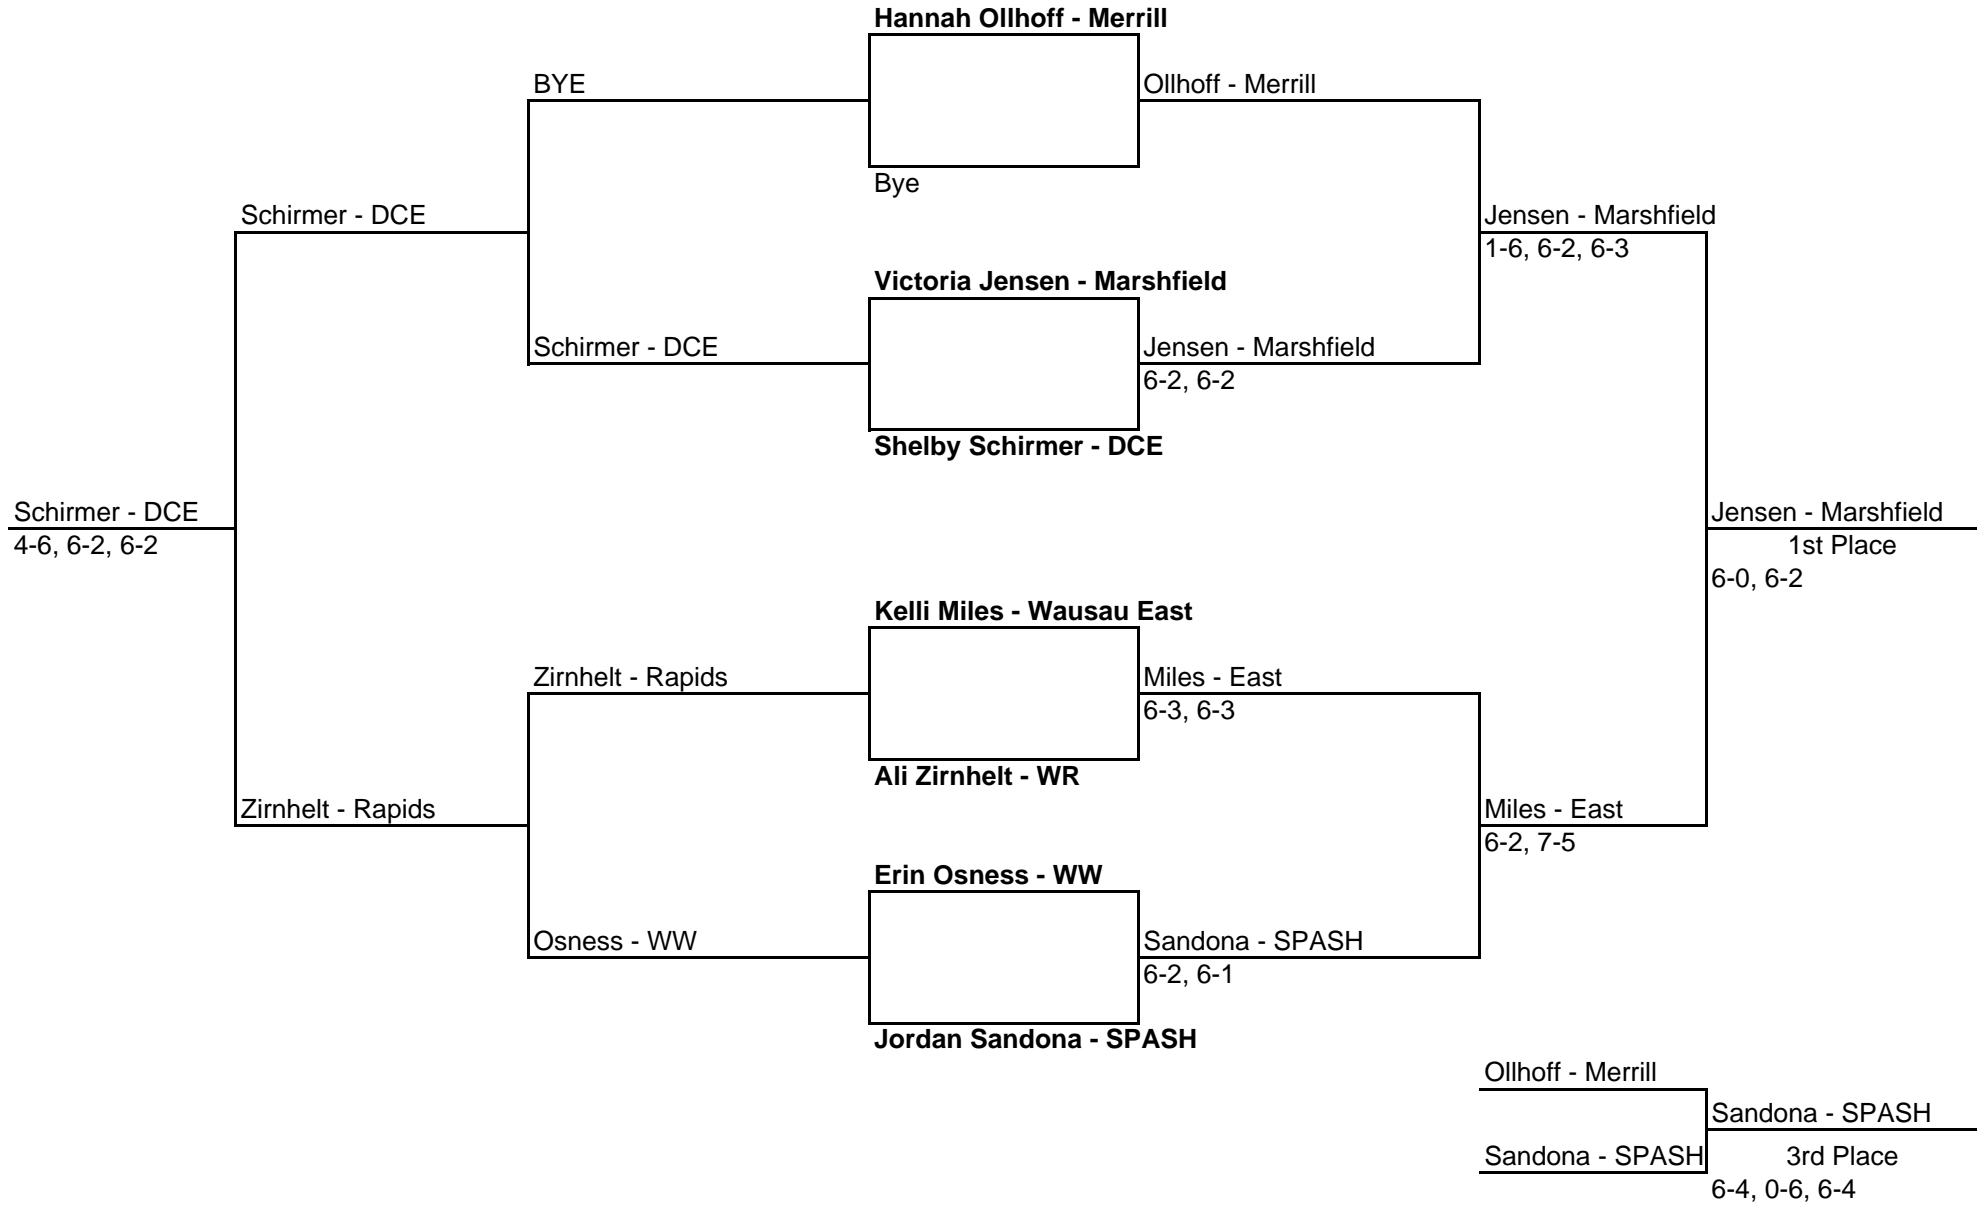 Hannah Ollhoff - Merrill
BYE
Ollhoff - Merrill
Bye
Schirmer - DCE
Jensen - Marshfield
1-6, 6-2, 6-3
Victoria Jensen - Marshfield
Schirmer - DCE
Jensen - Marshfield
6-2, 6-2
Shelby Schirmer - DCE
Schirmer - DCE
4-6, 6-2, 6-2
Jensen - Marshfield
1st Place
6-0, 6-2
Kelli Miles - Wausau East
Zirnhelt - Rapids
Miles - East
6-3, 6-3
Ali Zirnhelt - WR
Zirnhelt - Rapids
Miles - East
6-2, 7-5
Erin Osness - WW
Osness - WW
Sandona - SPASH
6-2, 6-1
Jordan Sandona - SPASH
Ollhoff - Merrill
Sandona - SPASH
Sandona - SPASH
3rd Place
6-4, 0-6, 6-4